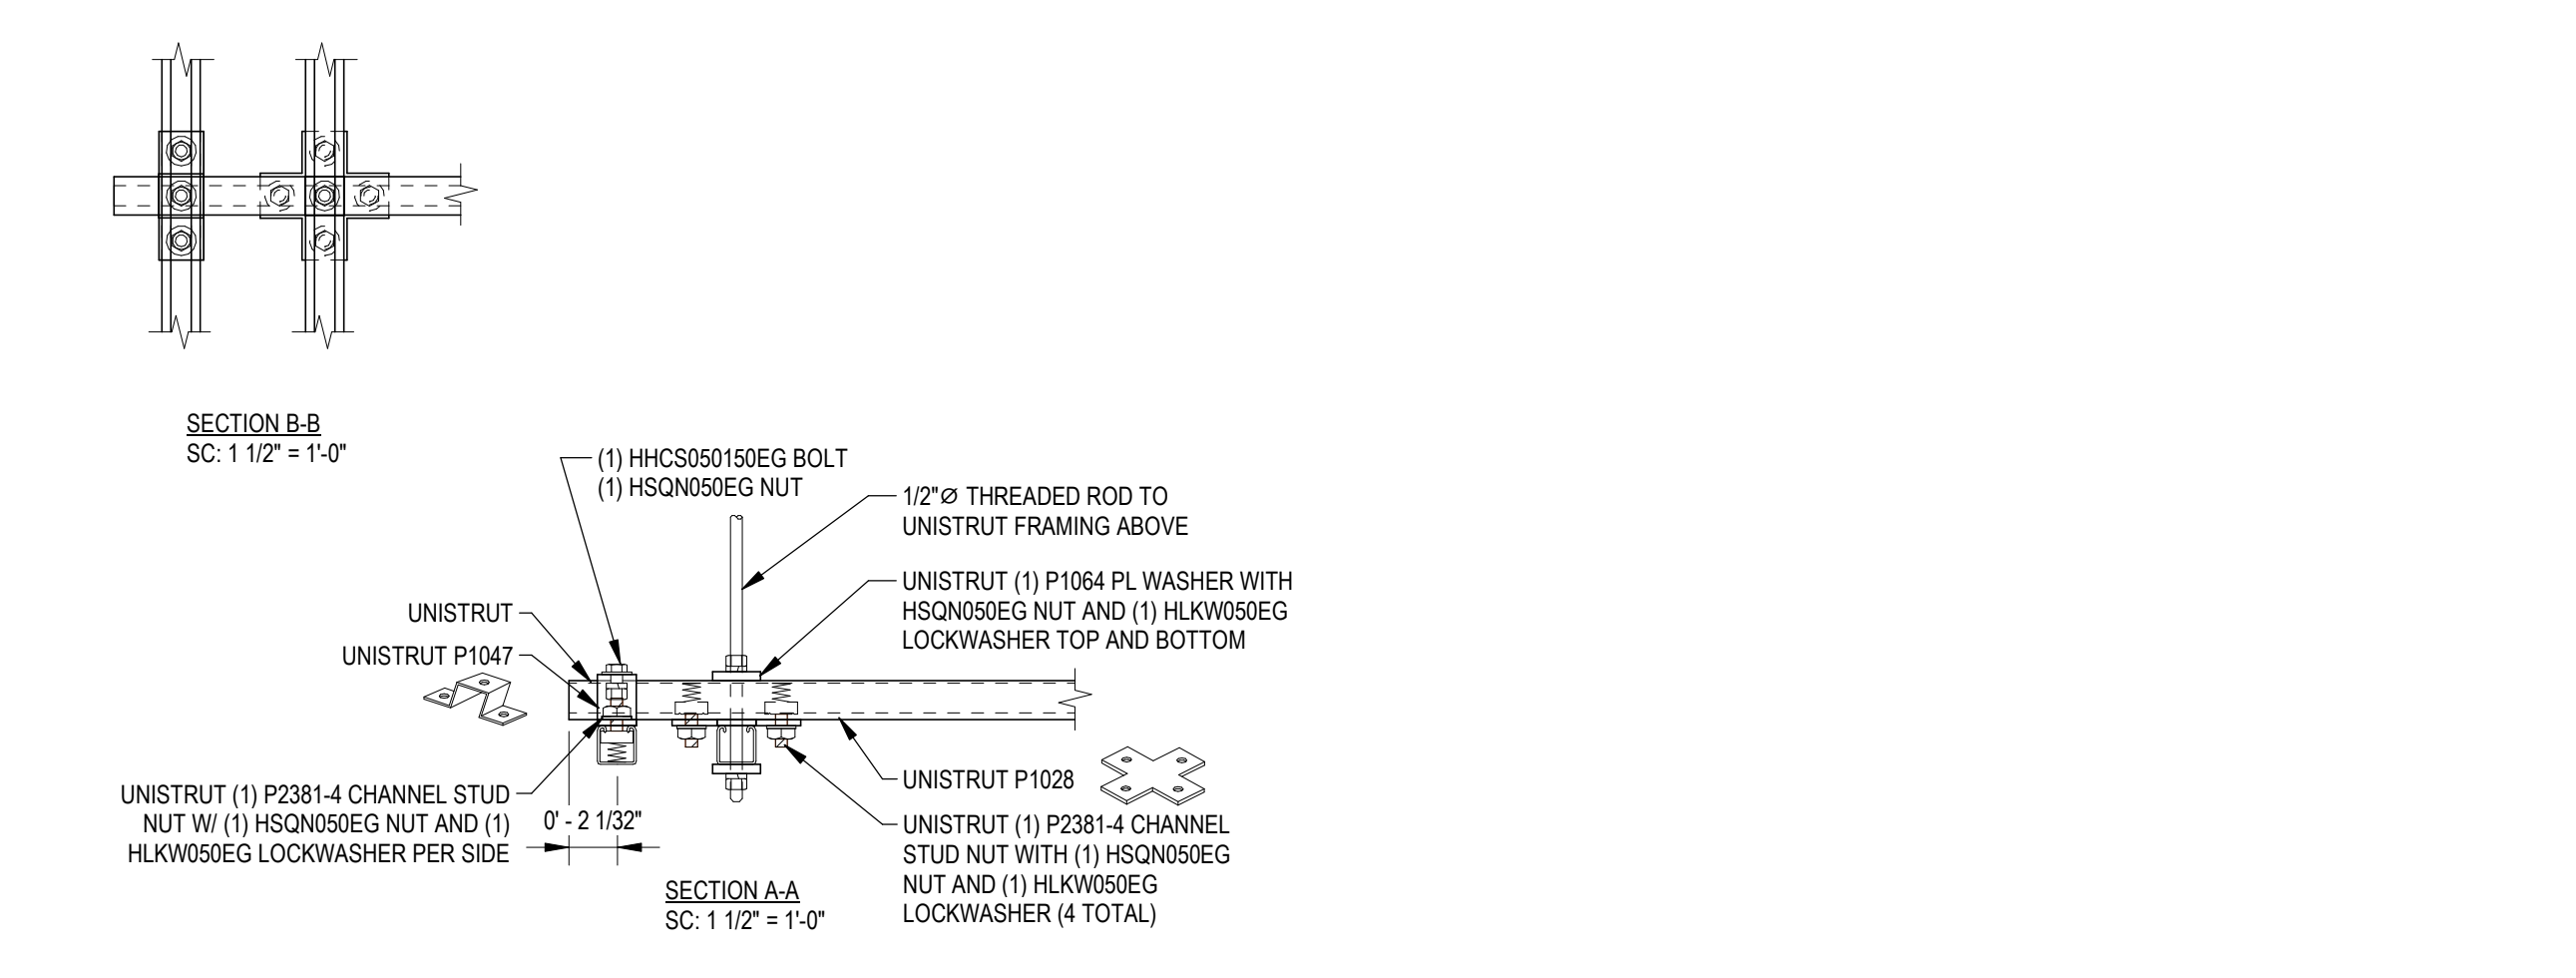 SECTION B-B
SC: 1 1/2" = 1'-0"
(1) HHCS050150EG BOLT
(1) HSQN050EG NUT
1/2"Ø THREADED ROD TO
UNISTRUT FRAMING ABOVE
UNISTRUT (1) P1064 PL WASHER WITH
HSQN050EG NUT AND (1) HLKW050EG
LOCKWASHER TOP AND BOTTOM
UNISTRUT
UNISTRUT P1047
UNISTRUT (1) P2381-4 CHANNEL STUD
NUT W/ (1) HSQN050EG NUT AND (1)
HLKW050EG LOCKWASHER PER SIDE
0' - 2 1/32"
UNISTRUT P1028
UNISTRUT (1) P2381-4 CHANNEL
STUD NUT WITH (1) HSQN050EG
NUT AND (1) HLKW050EG
LOCKWASHER (4 TOTAL)
SECTION A-A
SC: 1 1/2" = 1'-0"